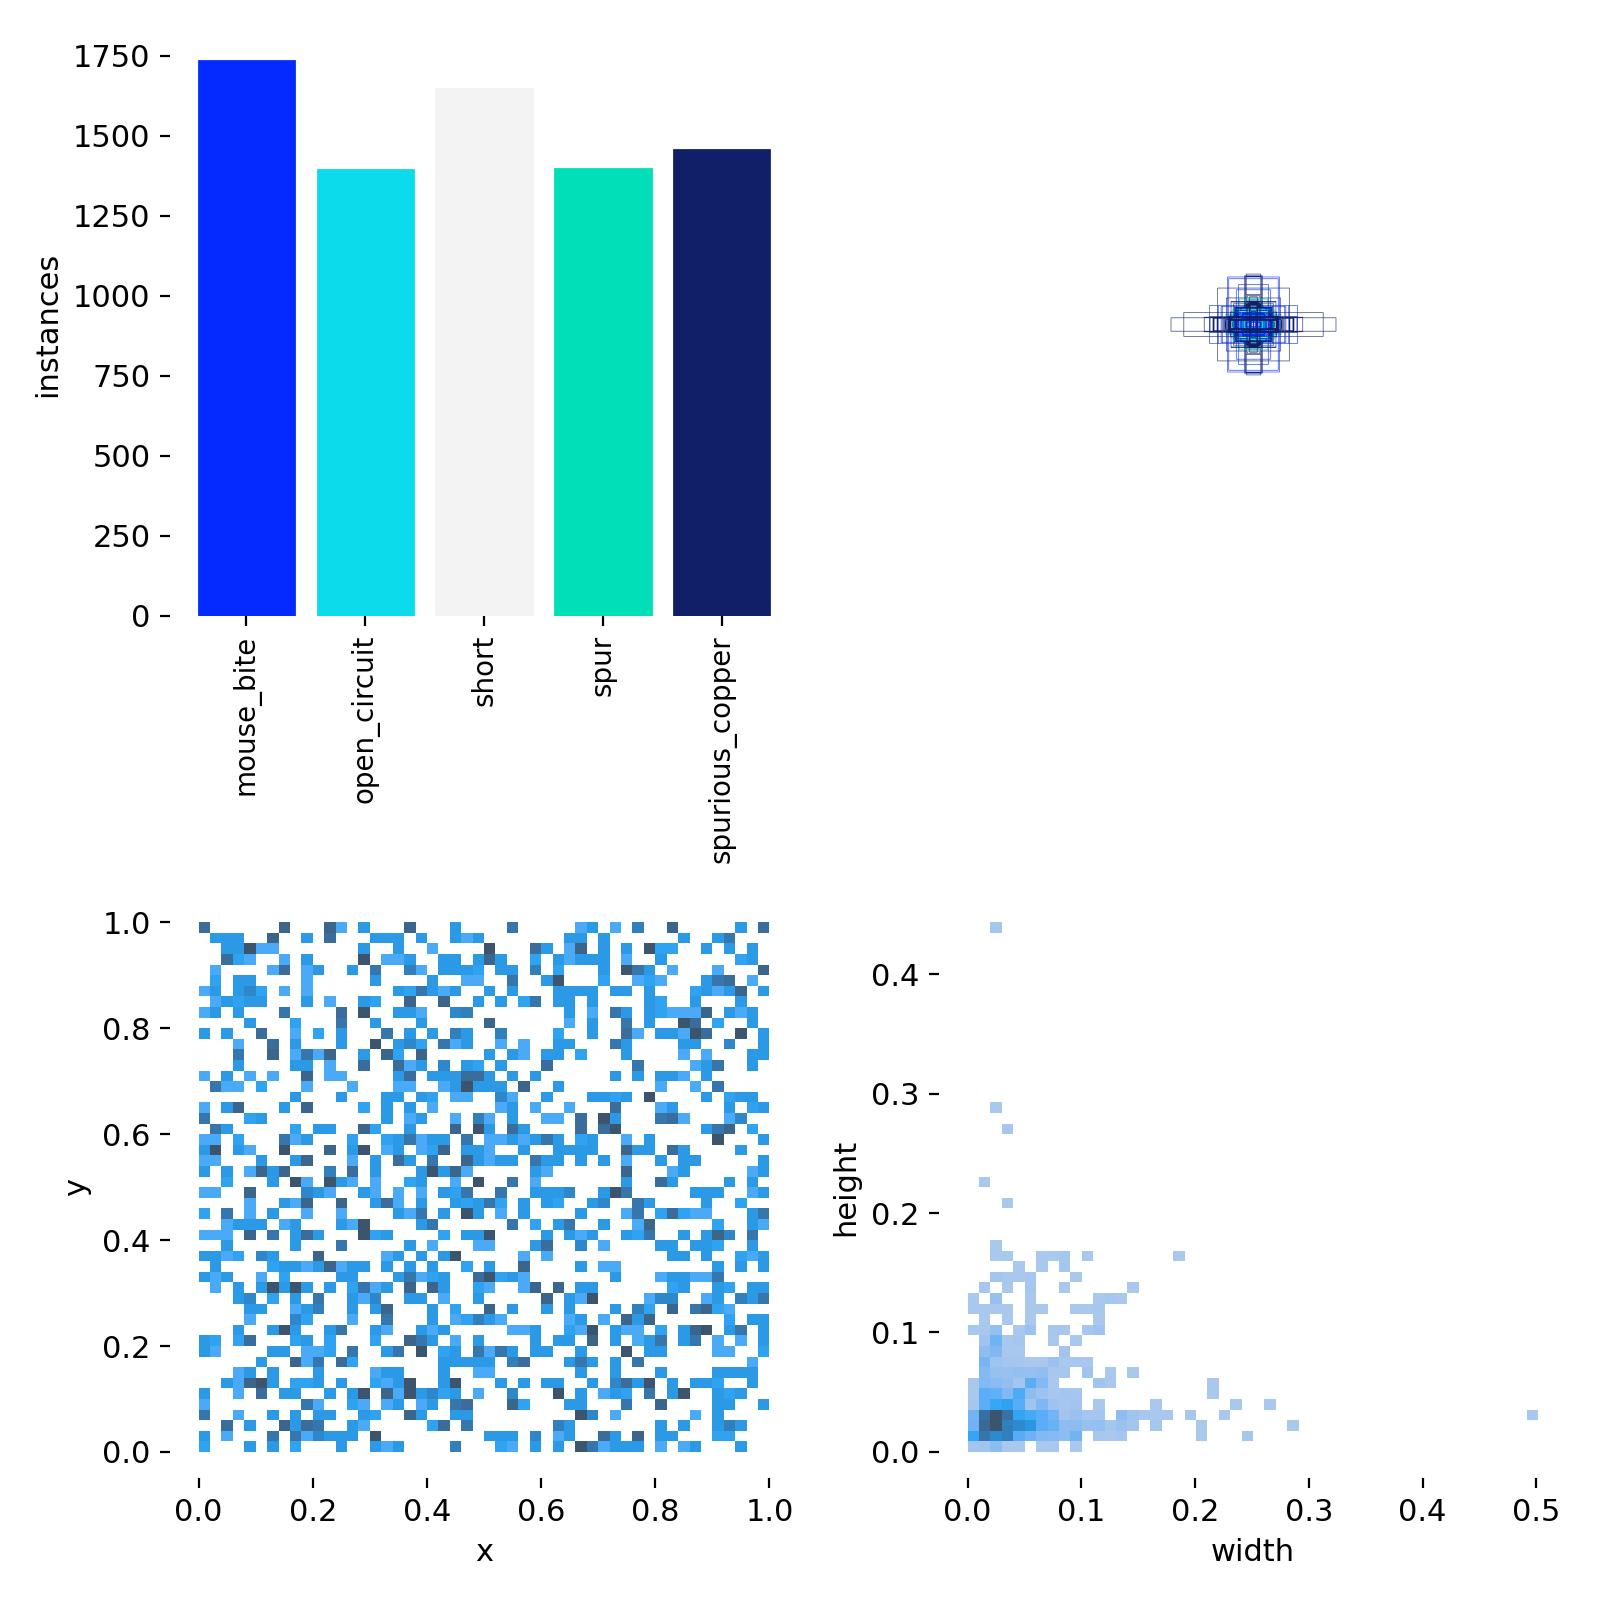 1750
1500
1250
1000
750
500
250
0
instances
mouse_bite
open_circuit
short
spur
spurious_copper
1.0
0.8
0.6
0.4
0.2
0.0
y
0.0 0.2 0.4 0.6 0.8 1.0
x
0.4
0.3
0.2
0.1
0.0
height
0.0 0.1 0.2 0.3 0.4 0.5
width